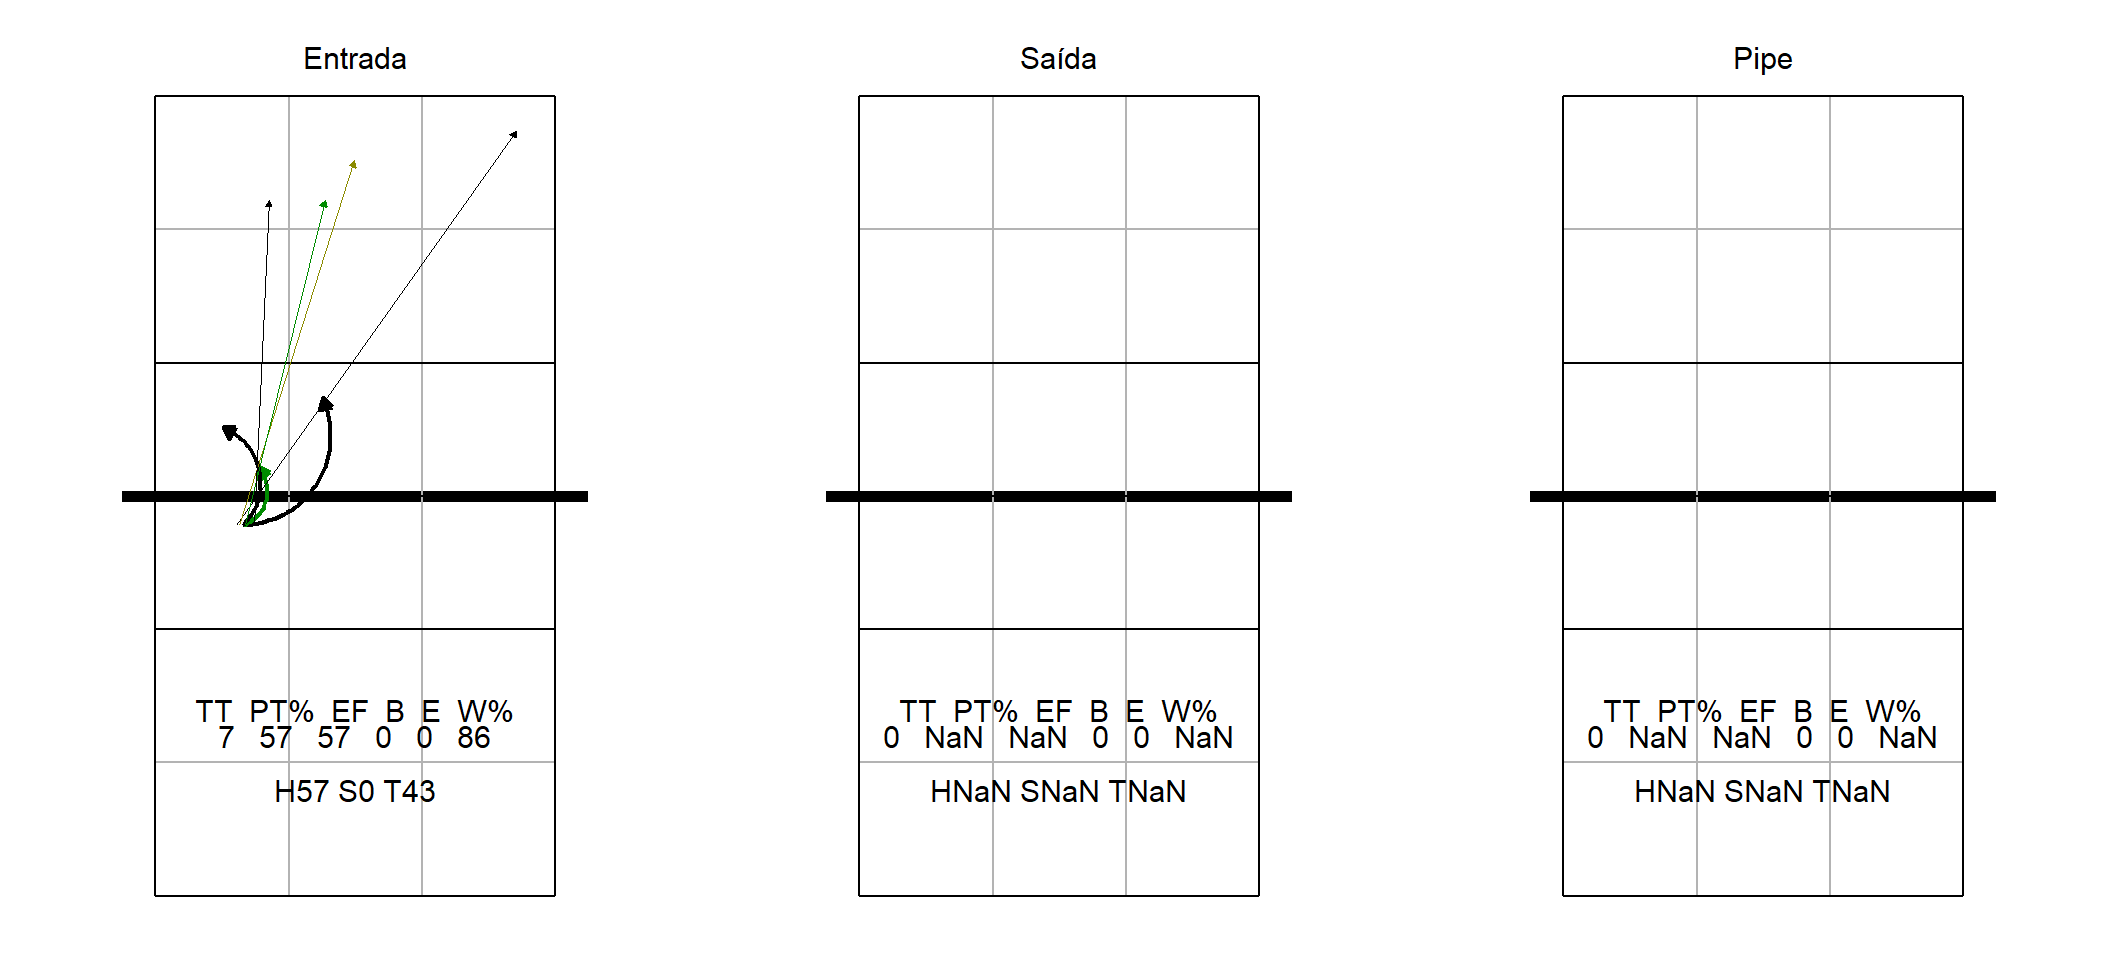 Entrada
TT PT% EF B E W%
7 57 57 0 0 86
H57 S0 T43
Saída
TT PT% EF B E W%
0 NaN NaN 0 0 NaN
HNaN SNaN TNaN
Pipe
TT PT% EF B E W%
0 NaN NaN 0 0 NaN
HNaN SNaN TNaN